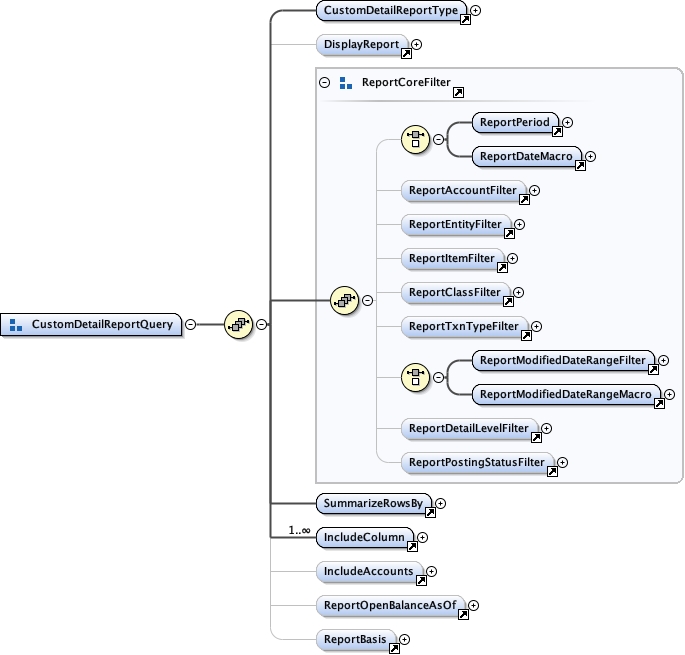 CustomDetailReportType
DisplayReport
ReportCoreFilter
ReportPeriod
ReportDateMacro
ReportAccountFilter
ReportEntityFilter
ReportItemFilter
ReportClassFilter
ReportTxnTypeFilter
CustomDetailReportQuery
ReportModifiedDateRangeFilter
ReportModifiedDateRangeMacro
ReportDetailLevelFilter
ReportPostingStatusFilter
SummarizeRowsBy
1..∞
IncludeColumn
IncludeAccounts
ReportOpenBalanceAsOf
ReportBasis